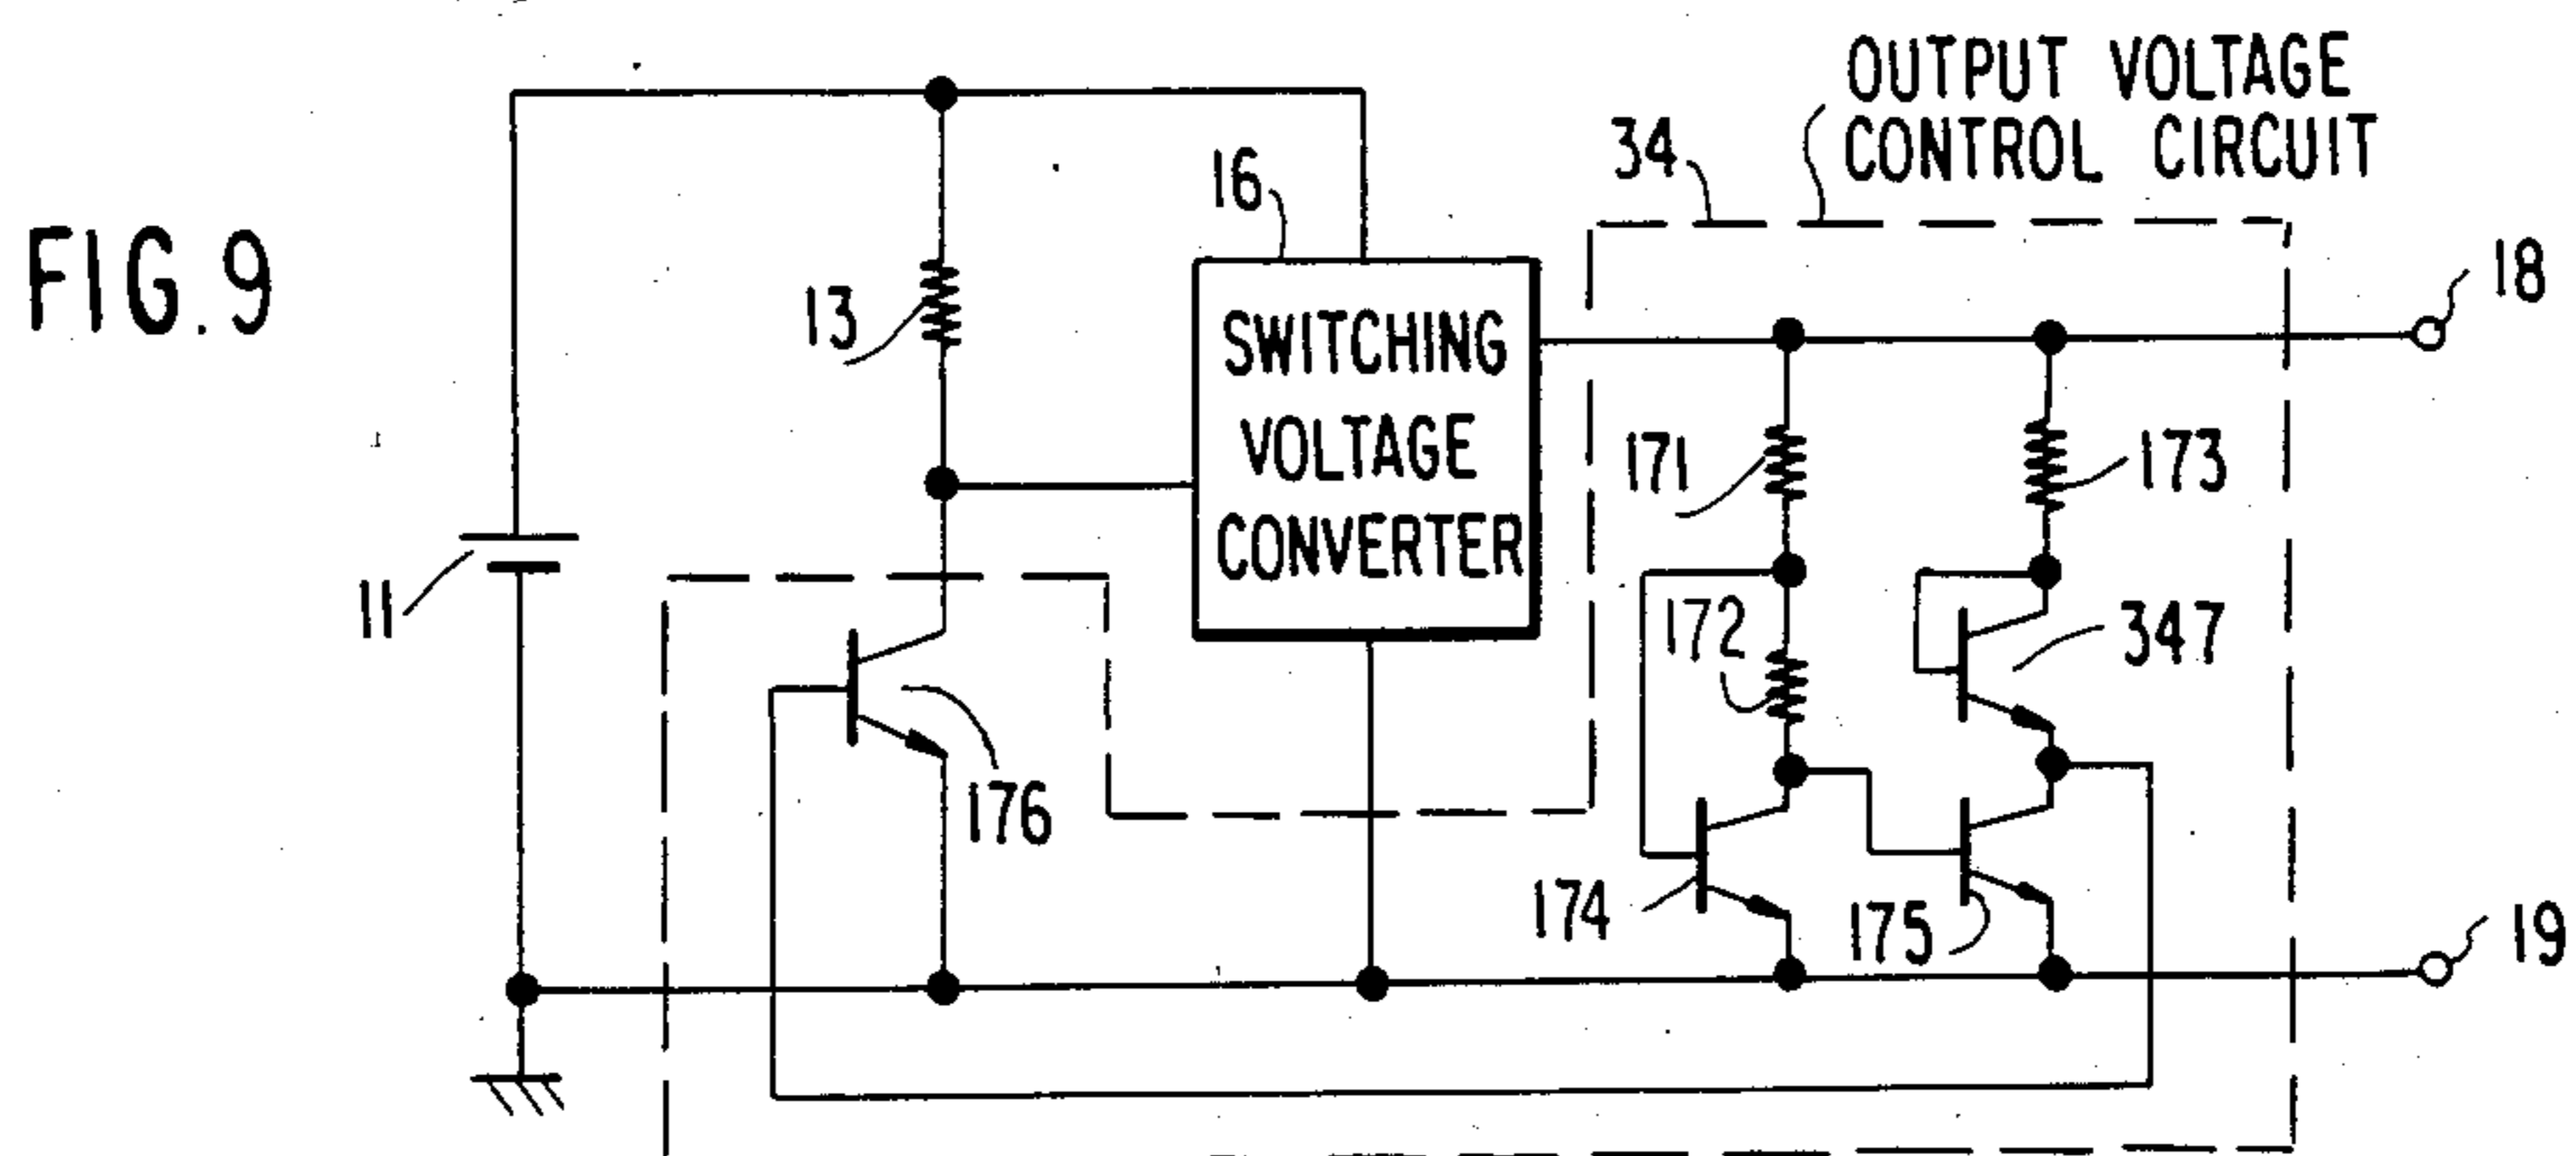 OUTPUT VOLTAGE
CONTROL CIRCUIT
34
16
FIG. 9
13
18
SWITCHING
VOLTAGE
CONVERTER
171
173
11
172
347
176
174
175
19